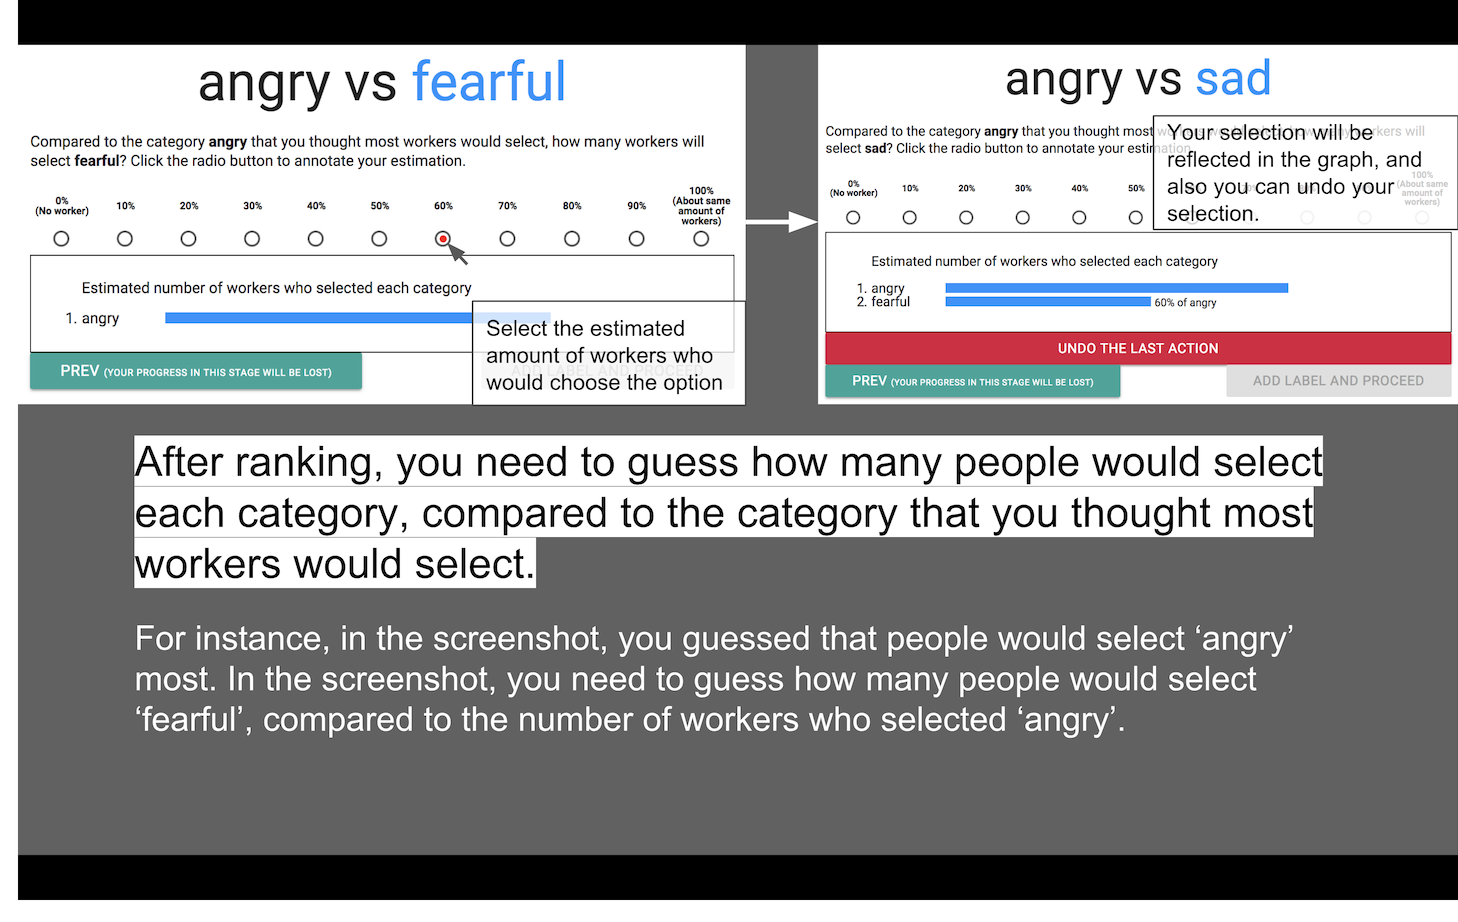 angry vs fearful
Compared to the category angry that you thought most workers would select, how many workers will
select fearful? Click the radio button to annotate your estimation.
0%
(No worker)
10%
20%
30%
40%
50%
60%
70%
80%
90%
100%
(About same
amount of
workers)
Estimated number of workers who selected each category
1. angry
Select the estimated
amount of workers who
would choose the option
PREV (YOUR PROGRESS IN THIS STAGE WILL BE LOST)
ADD LABEL AND PROCEED
angry vs sad
Compared to the category angry that you thought most workers would select, how many workers will
select sad? Click the radio button to annotate your estimation.
Your selection will be
reflected in the graph, and
also you can undo your
selection.
0%
(No worker)
10%
20%
30%
40%
50%
100%
(About same
amount of
workers)
Estimated number of workers who selected each category
1. angry
2. fearful
60% of angry
UNDO THE LAST ACTION
PREV (YOUR PROGRESS IN THIS STAGE WILL BE LOST)
ADD LABEL AND PROCEED
After ranking, you need to guess how many people would select
each category, compared to the category that you thought most
workers would select.
For instance, in the screenshot, you guessed that people would select ‘angry’
most. In the screenshot, you need to guess how many people would select
‘fearful’, compared to the number of workers who selected ‘angry’.